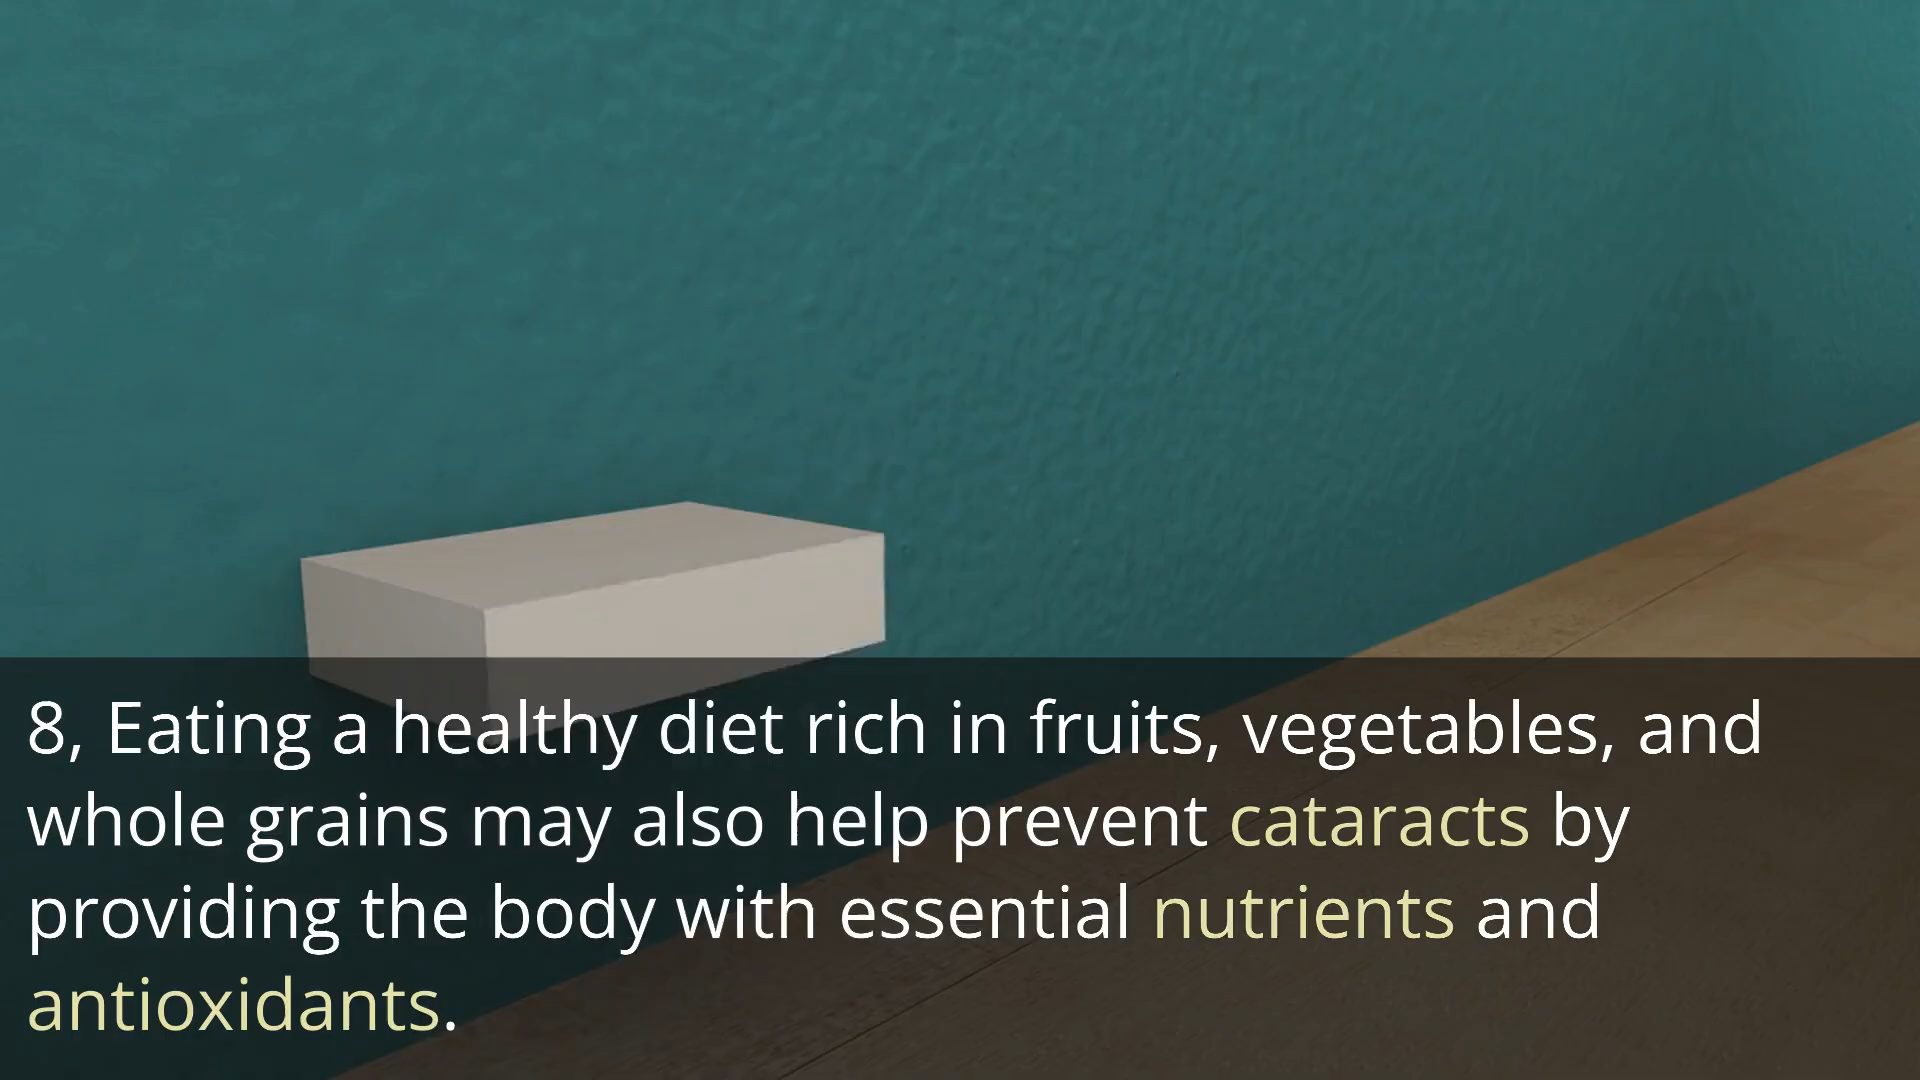 8, Eating a healthy diet rich in fruits, vegetables, and
whole grains may also help prevent cataracts by
providing the body with essential nutrients and
antioxidants.